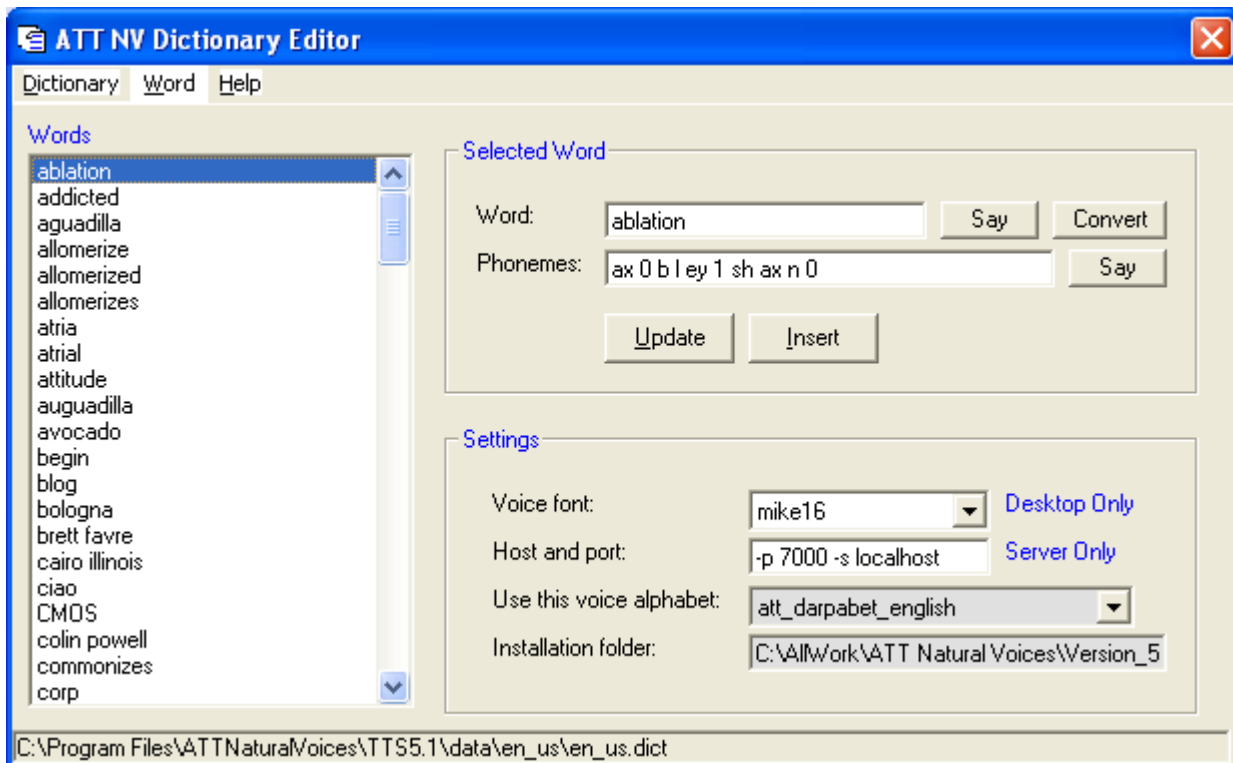 ATT NV Dictionary Editor
Dictionary Word Help
Words
ablation
addicted
aguadilla
allomerize
allomerized
allomerizes
atria
atrial
attitude
auguadilla
avocado
begin
blog
bologna
brett favre
cairo illinois
ciao
CMOS
colin powell
commonizes
corp
Selected Word
Word: ablation Say Convert
Phonemes: ax 0 b l ey 1 sh ax n 0 Say
Update Insert
Settings
Voice font: mike16 Desktop Only
Host and port: -p 7000 -s localhost Server Only
Use this voice alphabet: att_darpabet_english
Installation folder: C:\AllWork\ATT Natural Voices\Version_5
C:\Program Files\ATTNaturalVoices\TTS5.1\data\en_us\en_us.dict